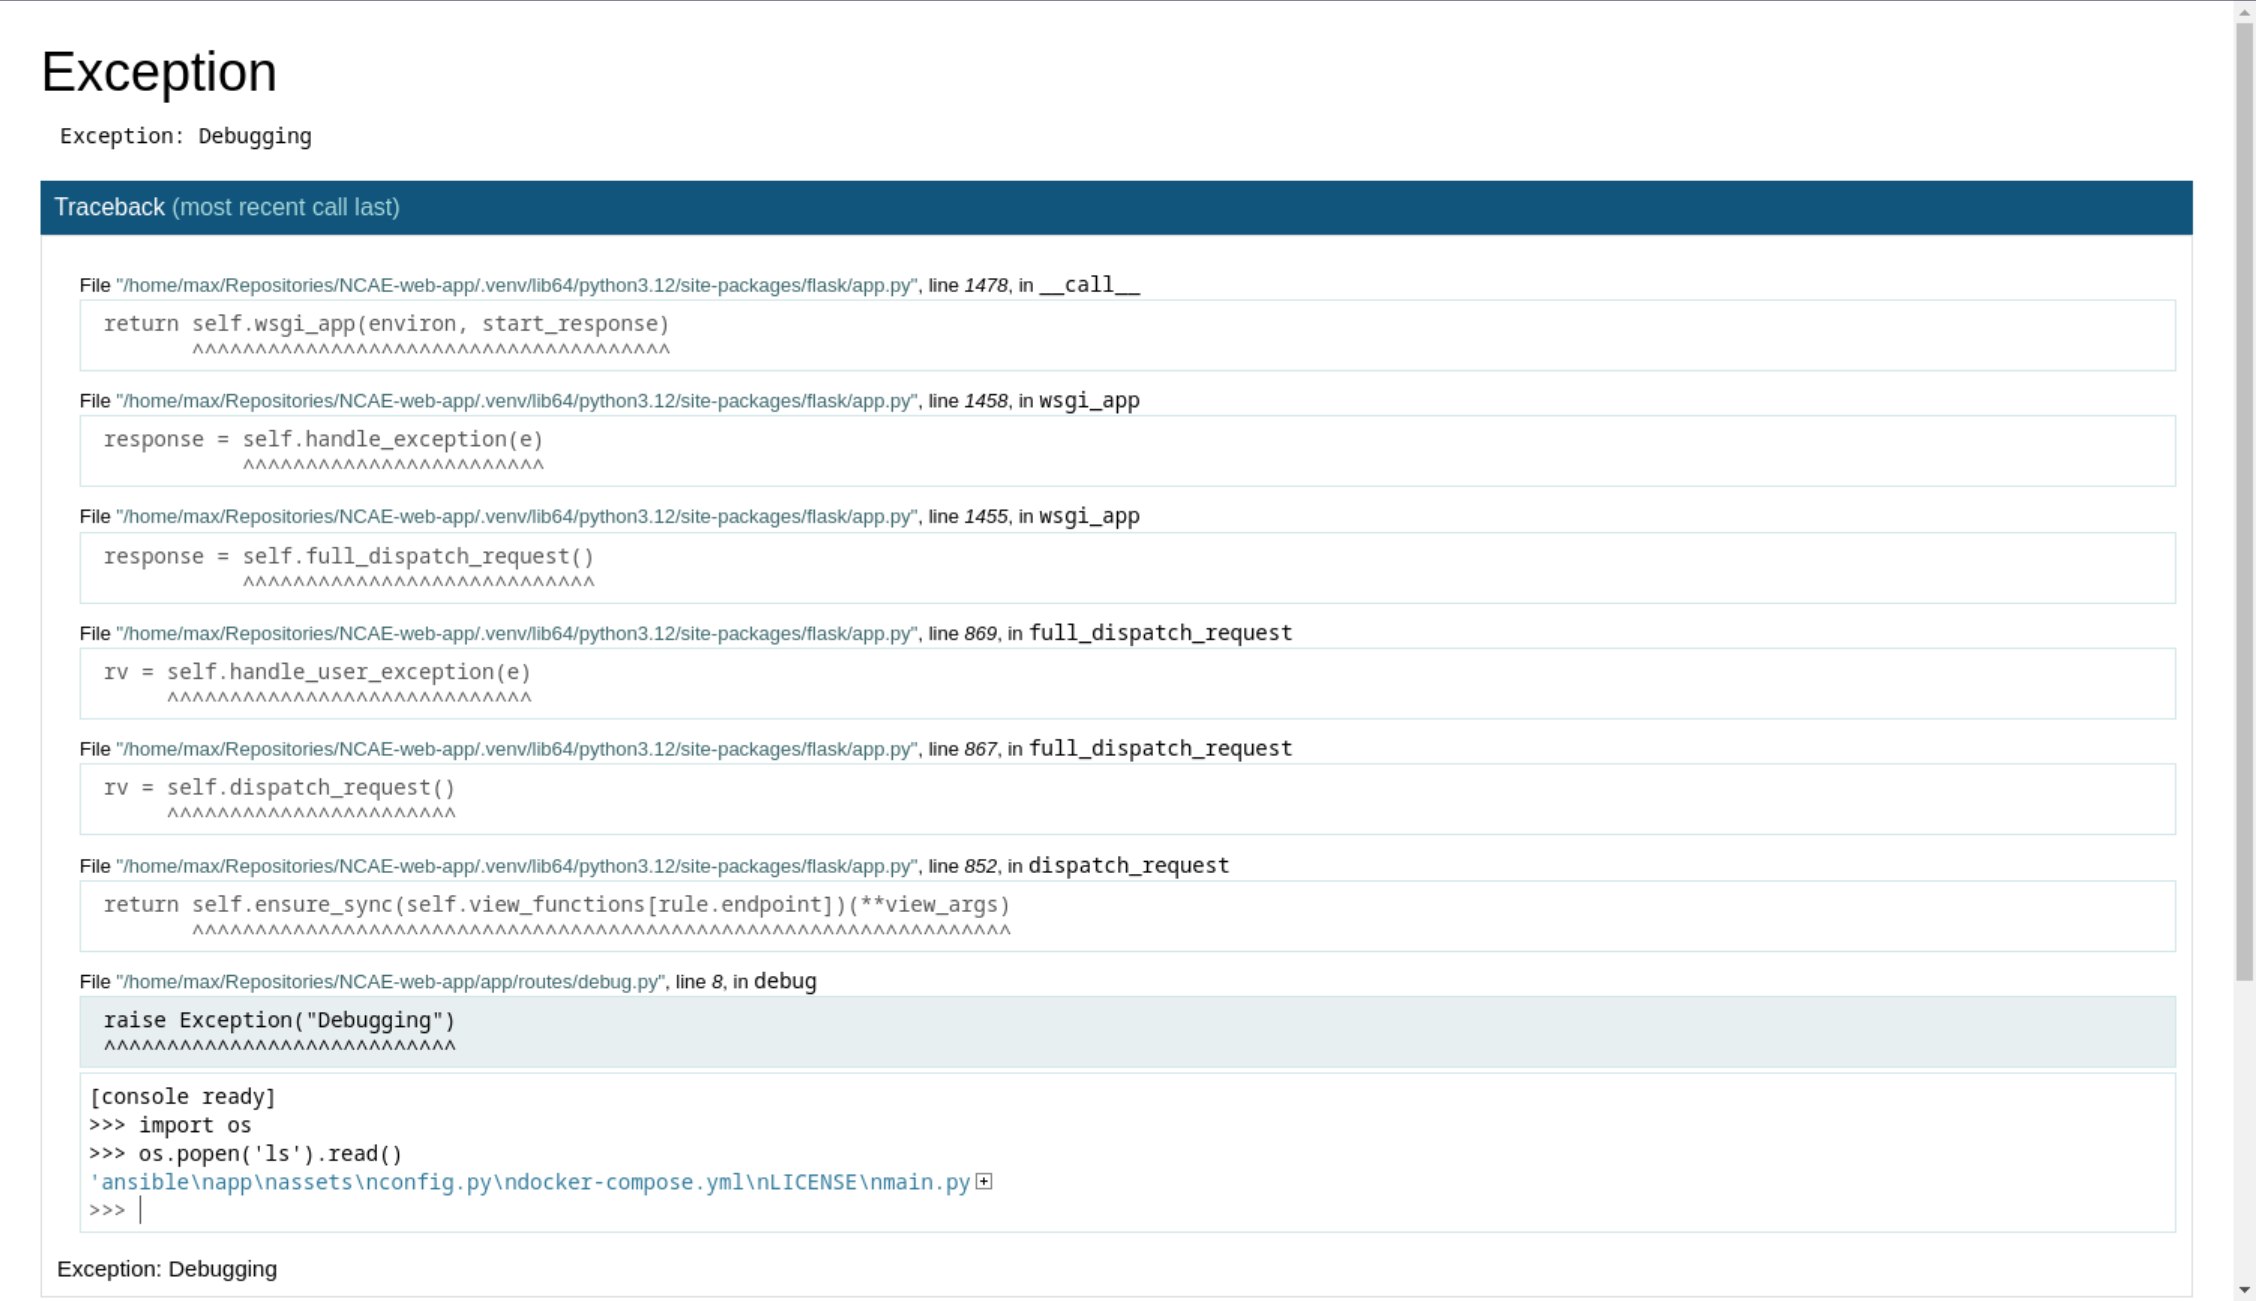 Exception
Exception: Debugging
Traceback (most recent call last)
File "/home/max/Repositories/NCAE-web-app/.venv/lib64/python3.12/site-packages/flask/app.py", line 1478, in __call__
return self.wsgi_app(environ, start_response)
^^^^^^^^^^^^^^^^^^^^^^^^^^^^^^^^^^^^^^
File "/home/max/Repositories/NCAE-web-app/.venv/lib64/python3.12/site-packages/flask/app.py", line 1458, in wsgi_app
response = self.handle_exception(e)
^^^^^^^^^^^^^^^^^^^^^^^^
File "/home/max/Repositories/NCAE-web-app/.venv/lib64/python3.12/site-packages/flask/app.py", line 1455, in wsgi_app
response = self.full_dispatch_request()
^^^^^^^^^^^^^^^^^^^^^^^^^^^^
File "/home/max/Repositories/NCAE-web-app/.venv/lib64/python3.12/site-packages/flask/app.py", line 869, in full_dispatch_request
rv = self.handle_user_exception(e)
^^^^^^^^^^^^^^^^^^^^^^^^^^^^^
File "/home/max/Repositories/NCAE-web-app/.venv/lib64/python3.12/site-packages/flask/app.py", line 867, in full_dispatch_request
rv = self.dispatch_request()
^^^^^^^^^^^^^^^^^^^^^^^
File "/home/max/Repositories/NCAE-web-app/.venv/lib64/python3.12/site-packages/flask/app.py", line 852, in dispatch_request
return self.ensure_sync(self.view_functions[rule.endpoint])(**view_args)
^^^^^^^^^^^^^^^^^^^^^^^^^^^^^^^^^^^^^^^^^^^^^^^^^^^^^^^^^^^^^^^^^
File "/home/max/Repositories/NCAE-web-app/app/routes/debug.py", line 8, in debug
raise Exception("Debugging")
^^^^^^^^^^^^^^^^^^^^^^^^^^^^
[console ready]
>>> import os
>>> os.popen('ls').read()
'ansible\napp\nassets\nconfig.py\ndocker-compose.yml\nLICENSE\nmain.py
>>>
Exception: Debugging